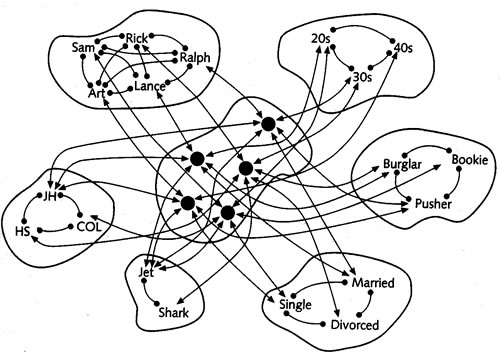 Rick
Sam
Ralph
Art
Lance
20s
40s
30s
Burglar
Bookie
Pusher
JH
HS
COL
Jet
Shark
Married
Single
Divorced